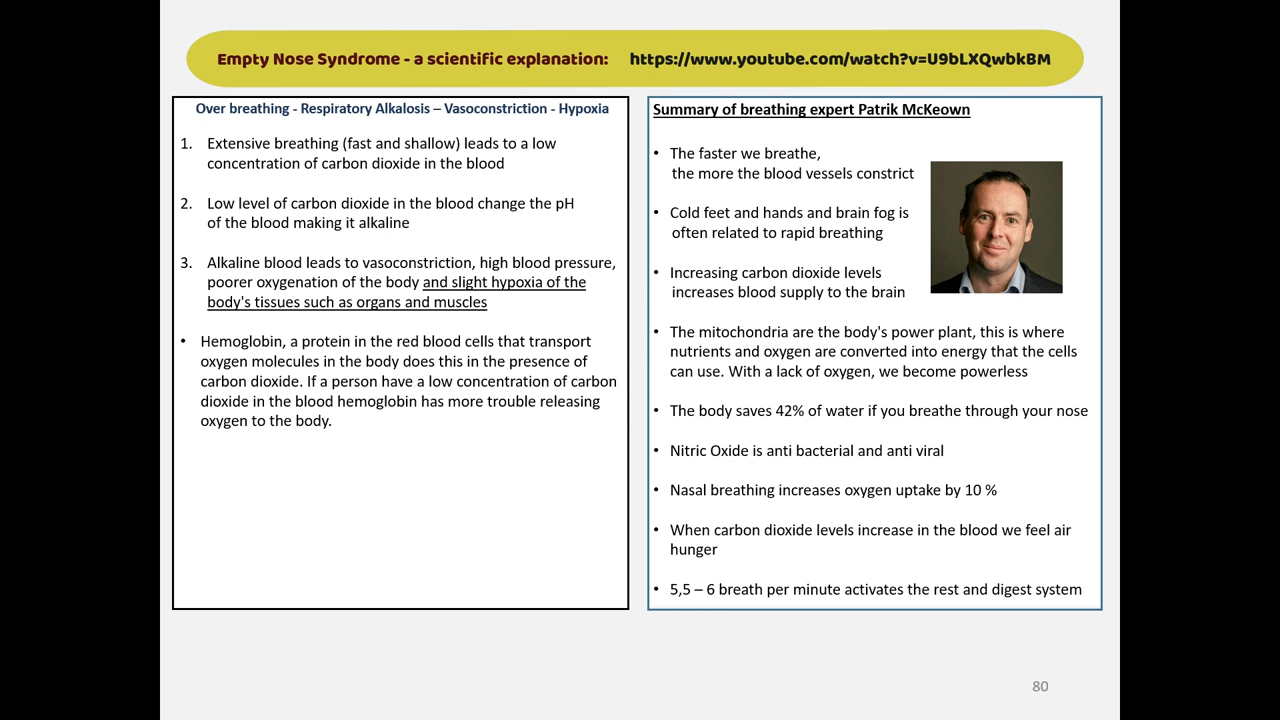 Empty Nose Syndrome - a scientific explanation: https://www.youtube.com/watch?v=U9bLXQwbkBM
Over breathing - Respiratory Alkalosis – Vasoconstriction - Hypoxia
1. Extensive breathing (fast and shallow) leads to a low
concentration of carbon dioxide in the blood
2. Low level of carbon dioxide in the blood change the pH
of the blood making it alkaline
3. Alkaline blood leads to vasoconstriction, high blood pressure,
poorer oxygenation of the body and slight hypoxia of the
body's tissues such as organs and muscles
• Hemoglobin, a protein in the red blood cells that transport
oxygen molecules in the body does this in the presence of
carbon dioxide. If a person have a low concentration of carbon
dioxide in the blood hemoglobin has more trouble releasing
oxygen to the body.
Summary of breathing expert Patrik McKeown
• The faster we breathe,
the more the blood vessels constrict
• Cold feet and hands and brain fog is
often related to rapid breathing
• Increasing carbon dioxide levels
increases blood supply to the brain
• The mitochondria are the body's power plant, this is where
nutrients and oxygen are converted into energy that the cells
can use. With a lack of oxygen, we become powerless
• The body saves 42% of water if you breathe through your nose
• Nitric Oxide is anti bacterial and anti viral
• Nasal breathing increases oxygen uptake by 10 %
• When carbon dioxide levels increase in the blood we feel air
hunger
• 5,5 – 6 breath per minute activates the rest and digest system
80